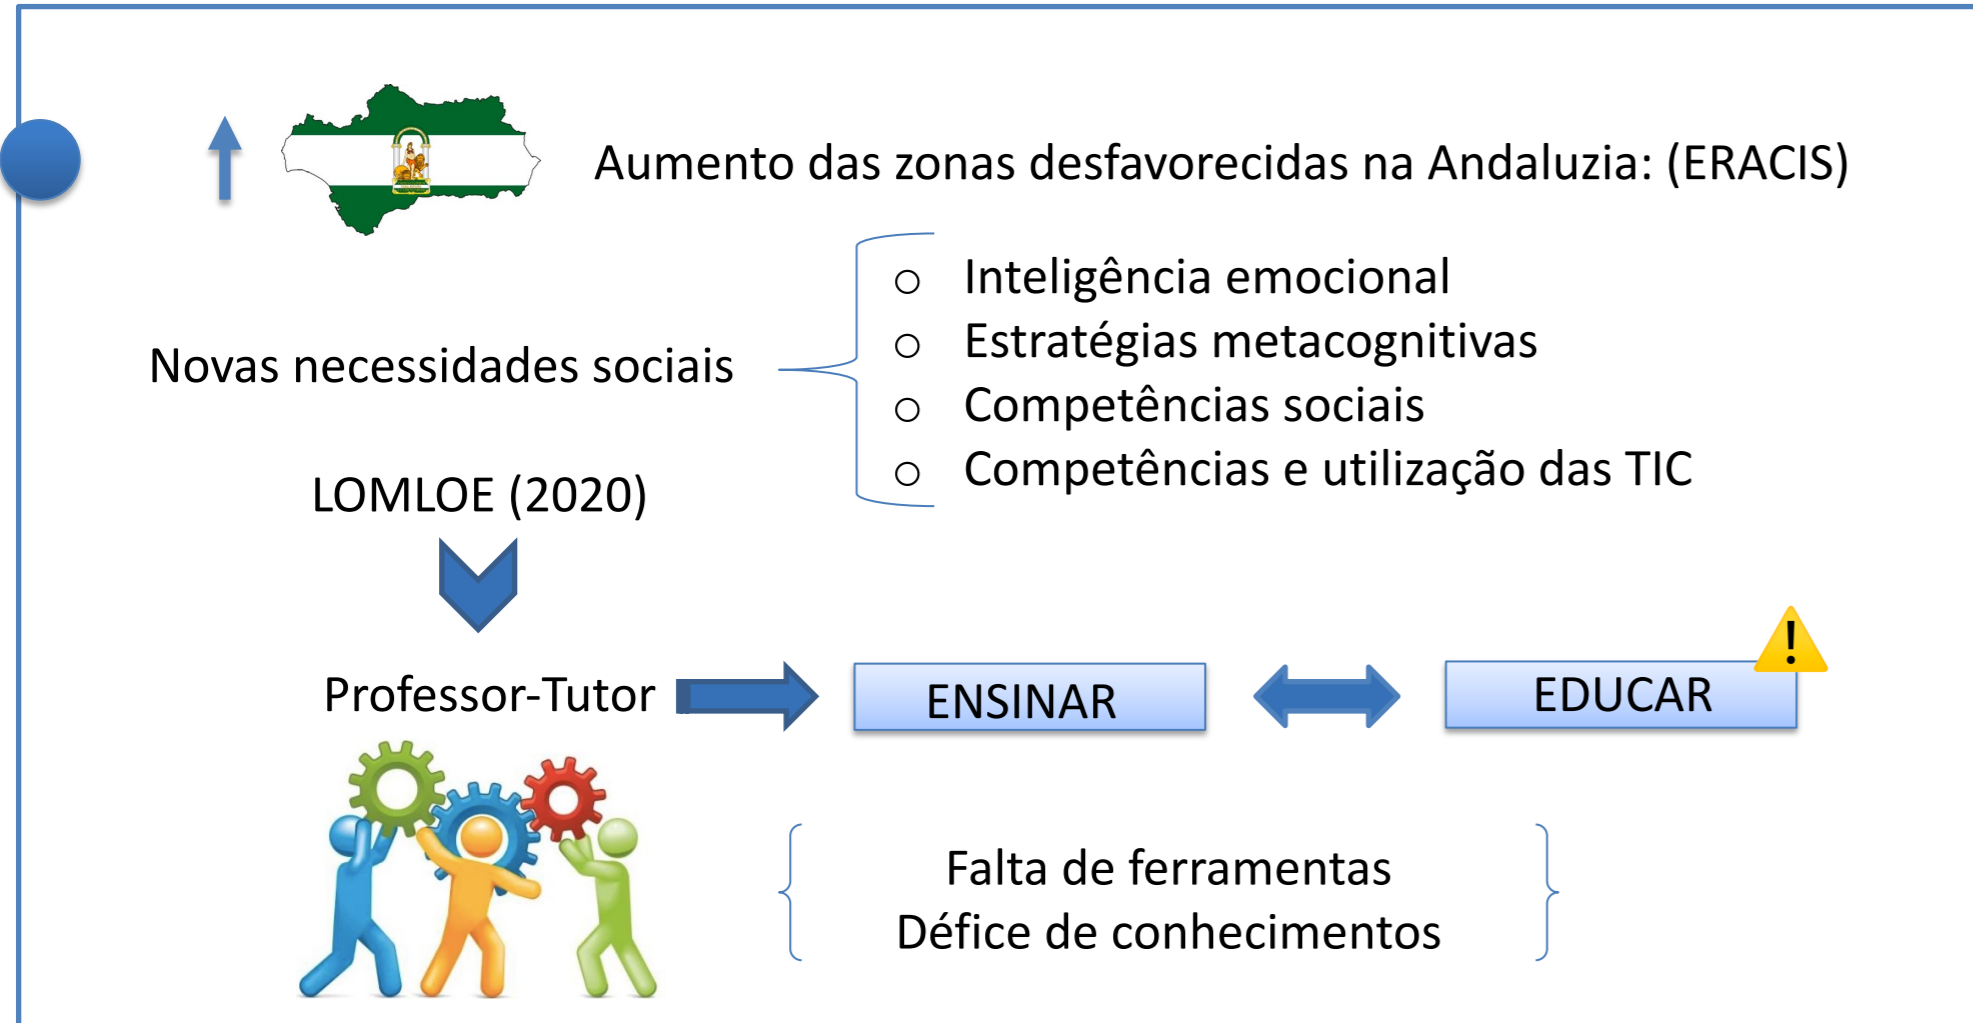 Aumento das zonas desfavorecidas na Andaluzia: (ERACIS)
Novas necessidades sociais
Inteligência emocional
Estratégias metacognitivas
Competências sociais
Competências e utilização das TIC
LOMLOE (2020)
Professor-Tutor
ENSINAR
EDUCAR
!
Falta de ferramentas
Défice de conhecimentos